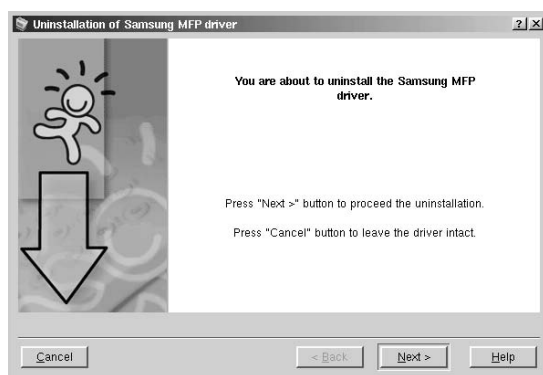 Uninstallation of Samsung MFP driver
You are about to uninstall the Samsung MFP
driver.
Press "Next >" button to proceed the uninstallation.
Press "Cancel" button to leave the driver intact.
Cancel
< Back
Next >
Help